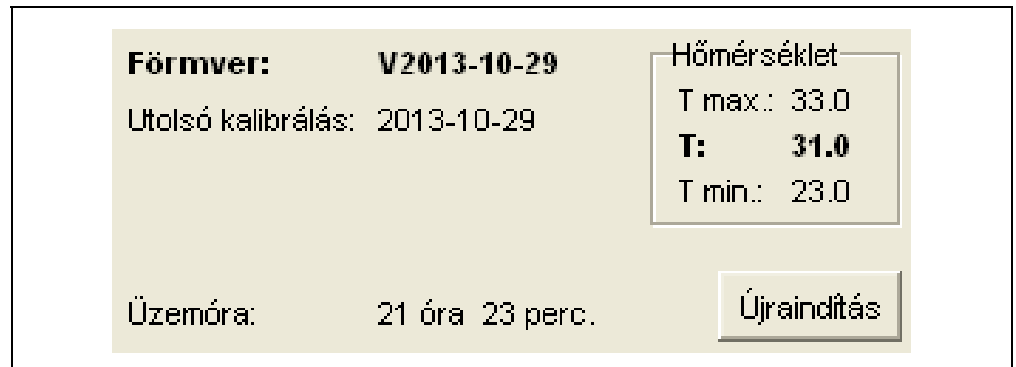 Förmver: V2013-10-29
Utolsó kalibrálás: 2013-10-29
Hőmérséklet
T max.: 33.0
T: 31.0
T min.: 23.0
Üzemóra: 21 óra 23 perc.
Újraindítás